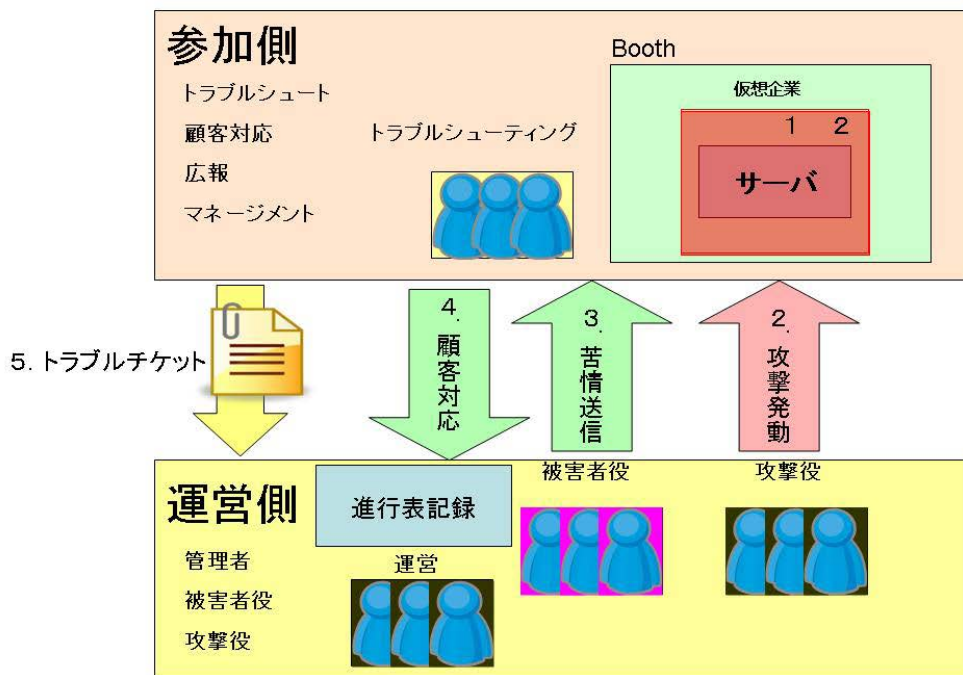 参加側
トラブルシュート
顧客対応
広報
マネージメント
トラブルシューティング
Booth
仮想企業
1 2
サーバ
5. トラブルチケット
4. 顧客対応
3. 苦情送信
2. 攻撃発動
運営側
管理者
被害者役
攻撃役
進行表記録
運営
被害者役
攻撃役